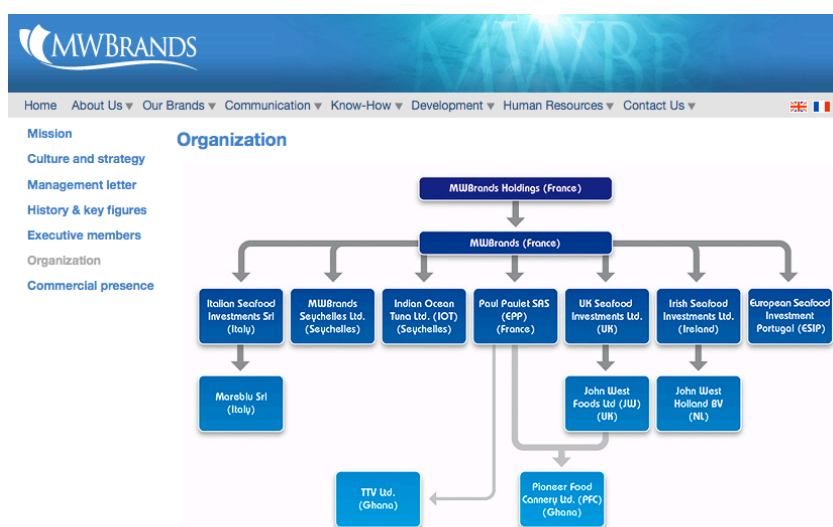 MWBRANDS
MWBR
Home About Us Our Brands Communication Know-How Development Human Resources Contact Us
Mission
Culture and strategy
Management letter
History & key figures
Executive members
Organization
Commercial presence
Organization
MWBrands Holdings (France)
MWBrands (France)
Italian Seafood
Investments Srl
(Italy)
MWBrands
Seychelles Ltd.
(Seychelles)
Indian Ocean
Tuna Ltd. (IOT)
(Seychelles)
Paul Paulet SAS
(EPP)
(France)
UK Seafood
Investments Ltd.
(UK)
Irish Seafood
Investments Ltd.
(Ireland)
European Seafood
Investment
Portugal (ESIP)
Mareblu Srl
(Italy)
John West
Foods Ltd (JW)
(UK)
John West
Holland BV
(NL)
TTV Ltd.
(Ghana)
Pioneer Food
Cannery Ltd. (PFC)
(Ghana)